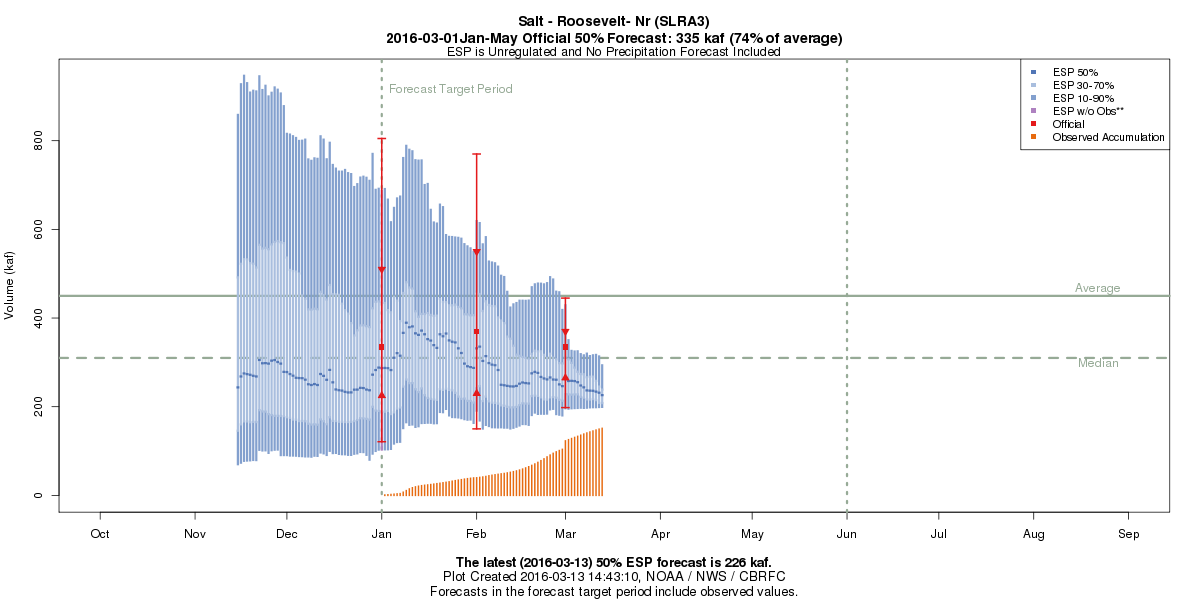 Salt - Roosevelt- Nr (SLRA3)
2016-03-01Jan-May Official 50% Forecast: 335 kaf (74% of average)
ESP is Unregulated and No Precipitation Forecast Included
Forecast Target Period
ESP 50%
ESP 30-70%
ESP 10-90%
ESP w/o Obs**
Official
Observed Accumulation
Volume (kaf)
800
600
400
200
0
Average
Median
Oct Nov Dec Jan Feb Mar Apr May Jun Jul Aug Sep
The latest (2016-03-13) 50% ESP forecast is 226 kaf.
Plot Created 2016-03-13 14:43:10, NOAA / NWS / CBRFC
Forecasts in the forecast target period include observed values.